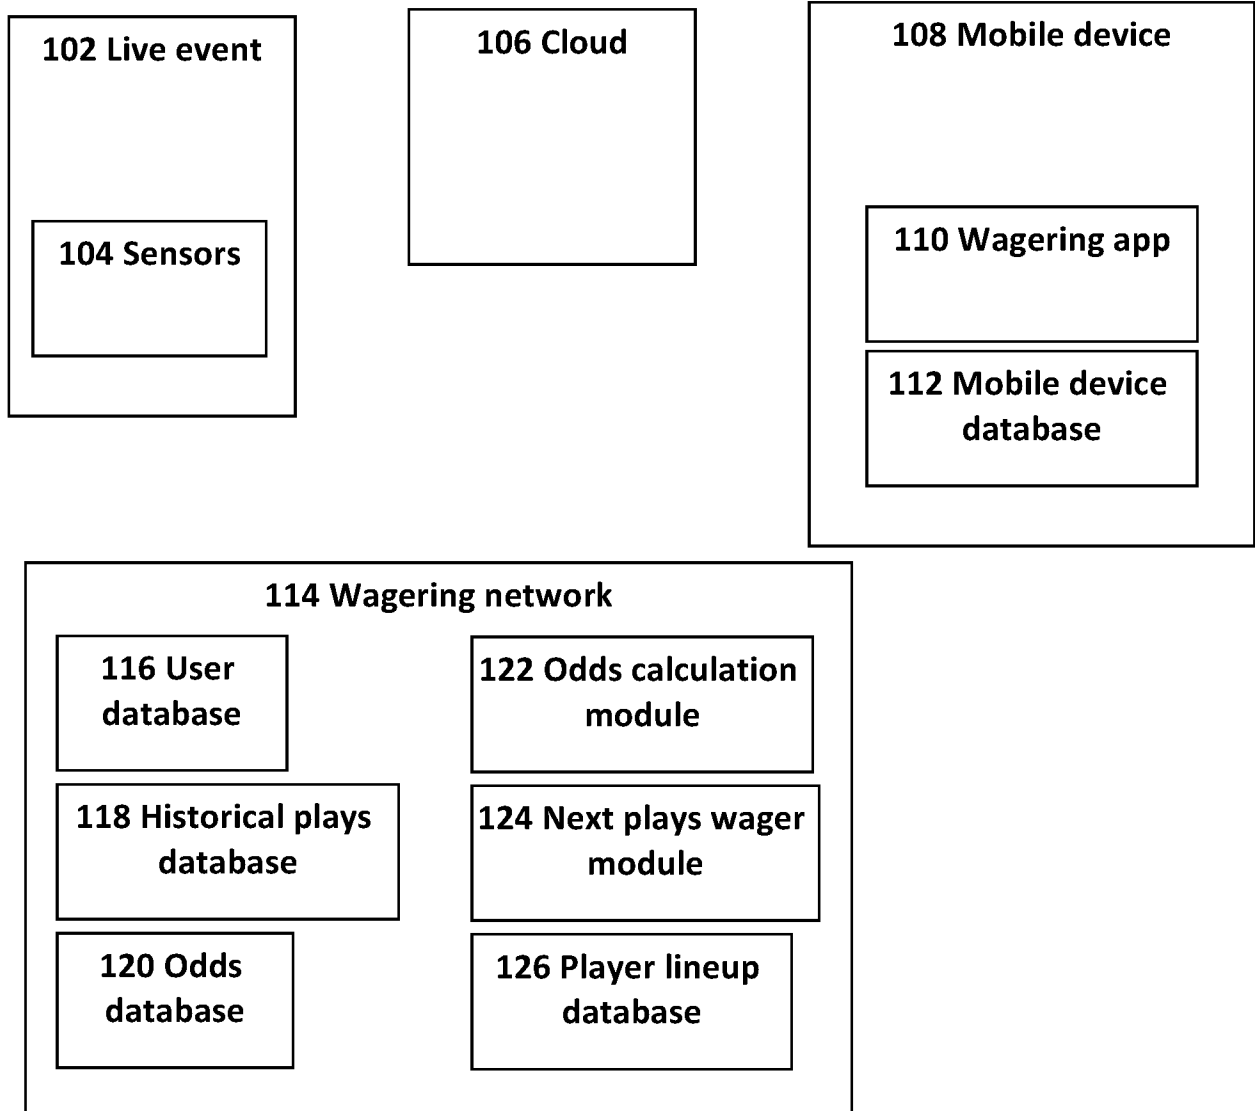 102 Live event
104 Sensors
106 Cloud
108 Mobile device
110 Wagering app
112 Mobile device
database
114 Wagering network
116 User
database
118 Historical plays
database
120 Odds
database
122 Odds calculation
module
124 Next plays wager
module
126 Player lineup
database